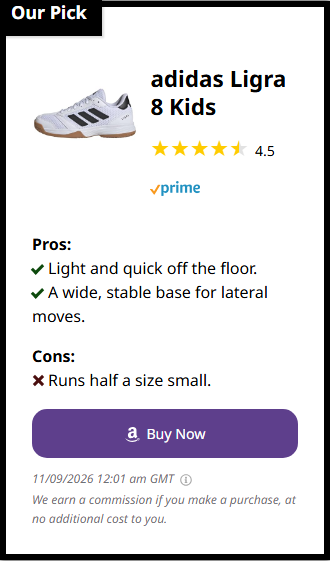 Our Pick
adidas Ligra
8 Kids
4.5
prime
Pros:
Light and quick off the floor.
A wide, stable base for lateral
moves.
Cons:
Runs half a size small.
Buy Now
11/09/2026 12:01 am GMT
We earn a commission if you make a purchase, at
no additional cost to you.